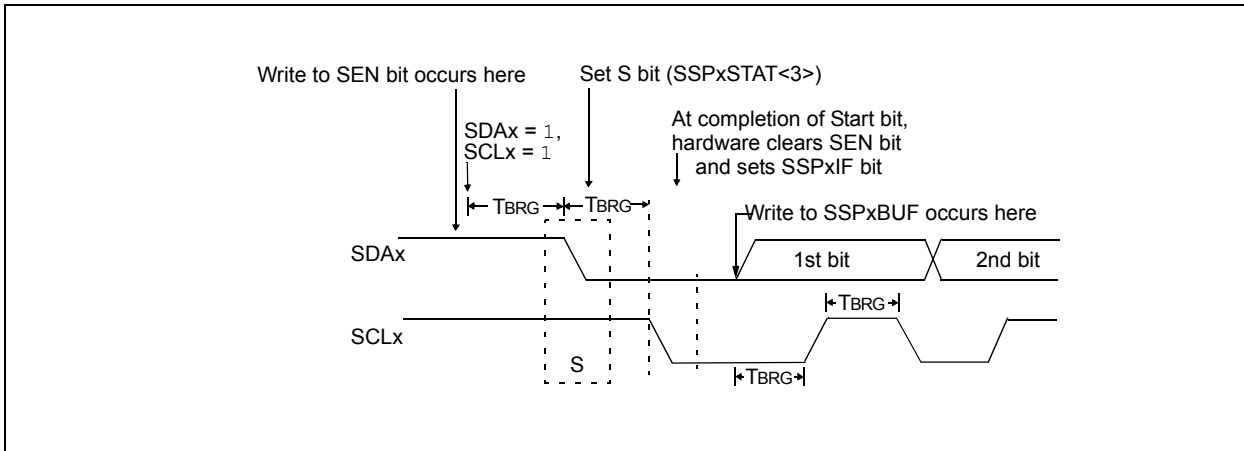 Write to SEN bit occurs here
Set S bit (SSPxSTAT<3>)
SDAx = 1,
SCLx = 1
At completion of Start bit,
hardware clears SEN bit
and sets SSPxIF bit
TBRG
TBRG
Write to SSPxBUF occurs here
SDAx
1st bit
2nd bit
TBRG
SCLx
S
TBRG